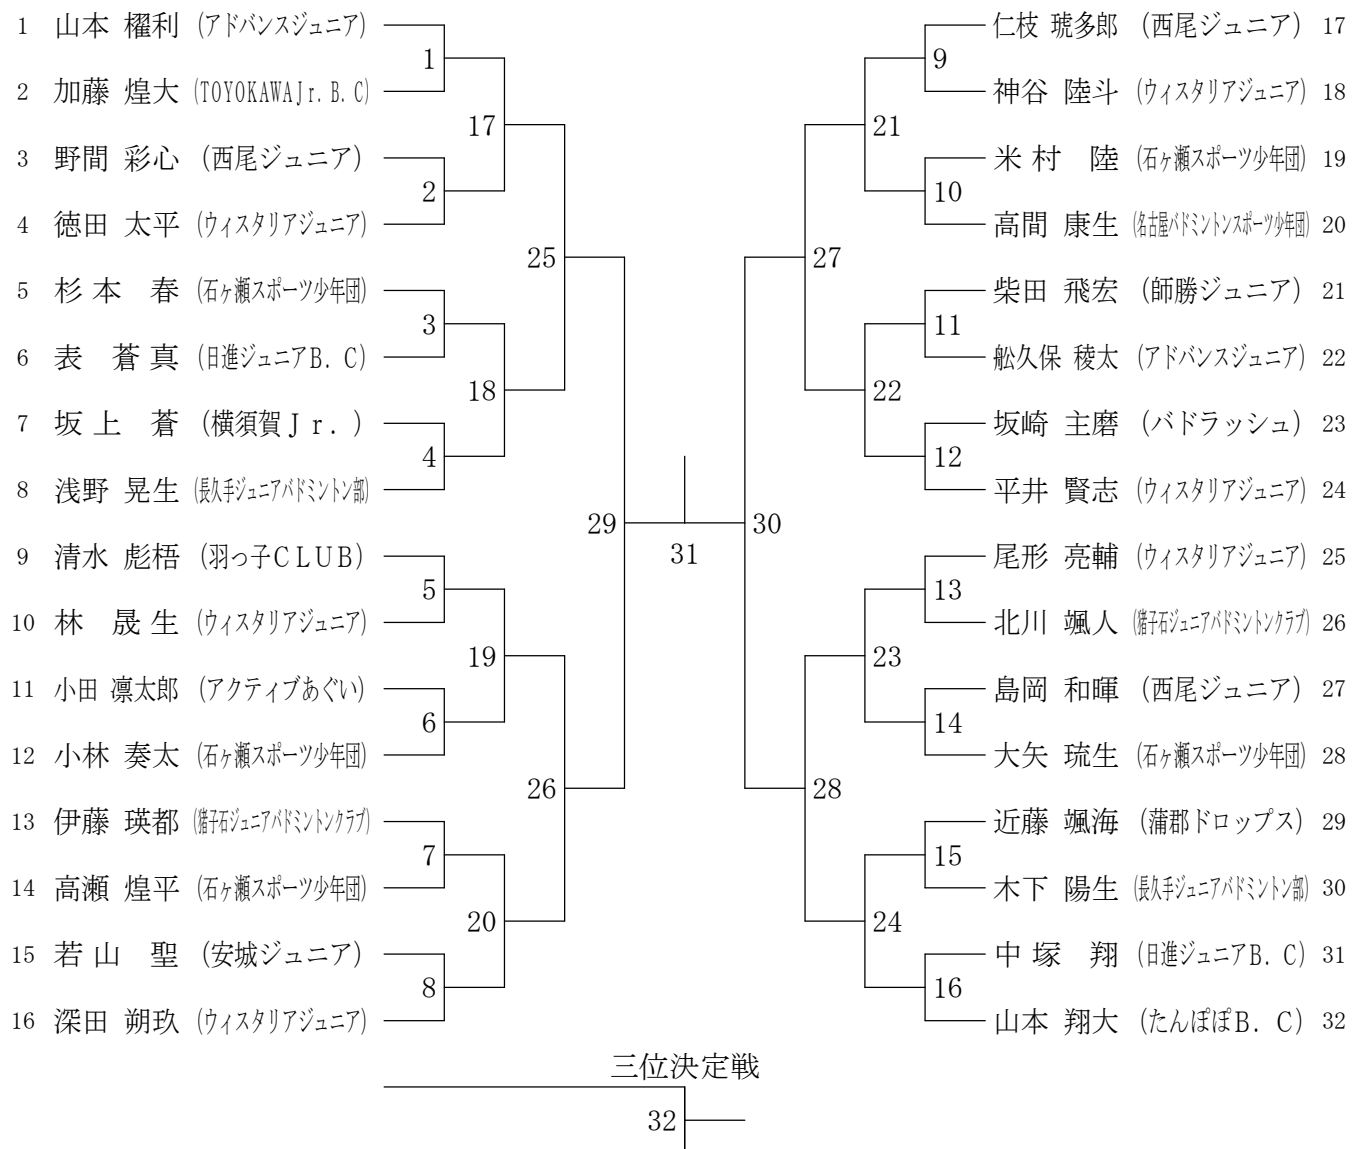 1 山本 櫂利 (アドバンスジュニア)
1
2 加藤 煌大 (TOYOKAWAJr.B.C)
17
3 野間 彩心 (西尾ジュニア)
2
4 徳田 太平 (ウィスタリアジュニア)
25
5 杉本 春 (石ヶ瀬スポーツ少年団)
3
6 表 蒼真 (日進ジュニアB.C)
18
7 坂上 蒼 (横須賀Jr.)
4
8 浅野 晃生 (長久手ジュニアバドミントン部)
29
9 清水 彪梧 (羽っ子CLUB)
5
10 林 晟生 (ウィスタリアジュニア)
19
11 小田 凛太郎 (アクティブあぐい)
6
12 小林 奏太 (石ヶ瀬スポーツ少年団)
26
13 伊藤 瑛都 (猪子石ジュニアバドミントンクラブ)
7
14 高瀬 煌平 (石ヶ瀬スポーツ少年団)
20
15 若山 聖 (安城ジュニア)
8
16 深田 朔玖 (ウィスタリアジュニア)
31
仁枝 琥多郎 (西尾ジュニア) 17
9
神谷 陸斗 (ウィスタリアジュニア) 18
21
米村 陸 (石ヶ瀬スポーツ少年団) 19
10
高間 康生 (名古屋バドミントンスポーツ少年団) 20
27
柴田 飛宏 (師勝ジュニア) 21
11
舩久保 稜太 (アドバンスジュニア) 22
22
坂崎 主磨 (バドラッシュ) 23
12
平井 賢志 (ウィスタリアジュニア) 24
30
尾形 亮輔 (ウィスタリアジュニア) 25
13
北川 颯人 (猪子石ジュニアバドミントンクラブ) 26
23
島岡 和暉 (西尾ジュニア) 27
14
大矢 琉生 (石ヶ瀬スポーツ少年団) 28
28
近藤 颯海 (蒲郡ドロップス) 29
15
木下 陽生 (長久手ジュニアバドミントン部) 30
24
中塚 翔 (日進ジュニアB.C) 31
16
山本 翔大 (たんぽぽB.C) 32
三位決定戦
32